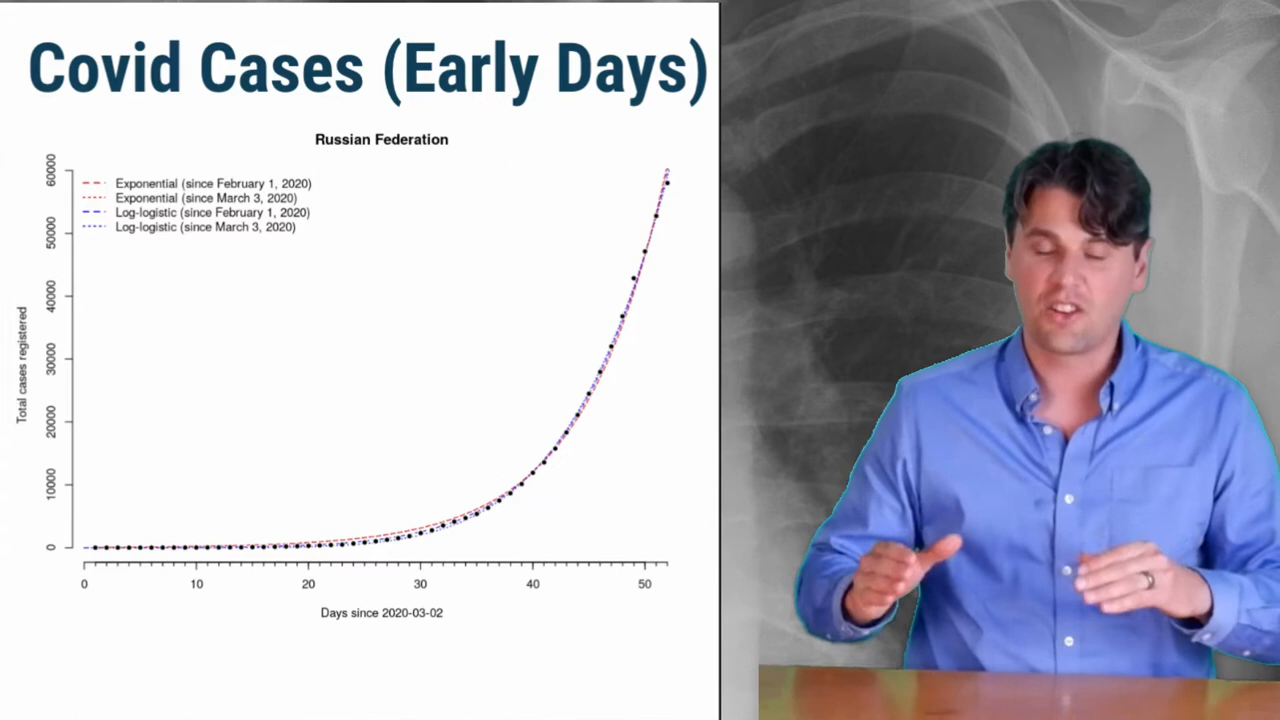 Covid Cases (Early Days)
Russian Federation
Exponential (since February 1, 2020)
Exponential (since March 3, 2020)
Log-logistic (since February 1, 2020)
Log-logistic (since March 3, 2020)
Total cases registered
60000
50000
40000
30000
20000
10000
0
0 10 20 30 40 50
Days since 2020-03-02